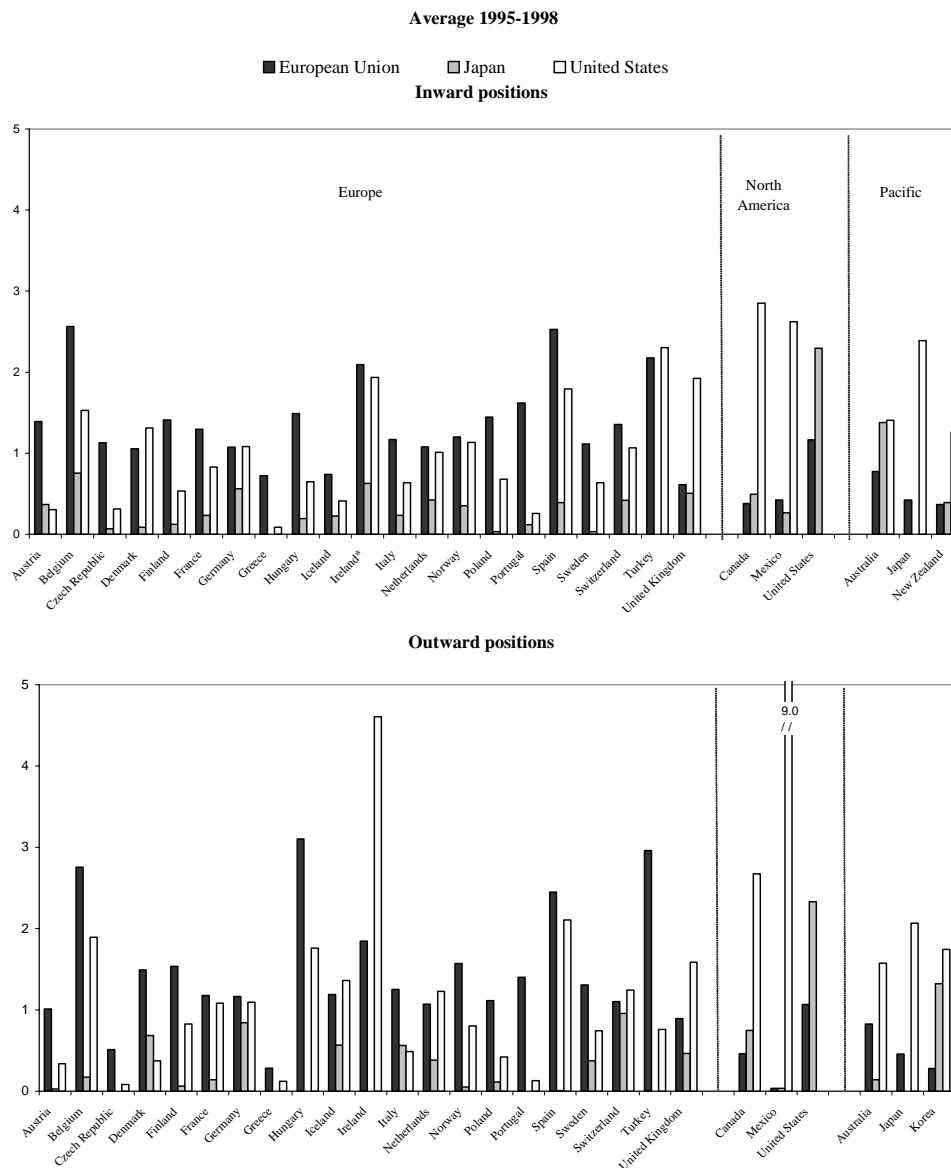 Average 1995-1998
European Union Japan United States
Inward positions
5
4
3
2
1
0
Europe
North
America
Pacific
Austria
Belgium
Czech Republic
Denmark
Finland
France
Germany
Greece
Hungary
Iceland
Ireland*
Italy
Netherlands
Norway
Poland
Portugal
Spain
Sweden
Switzerland
Turkey
United Kingdom
Canada
Mexico
United States
Australia
Japan
New Zealand
Outward positions
5
4
3
2
1
0
9.0
/ /
Austria
Belgium
Czech Republic
Denmark
Finland
France
Germany
Greece
Hungary
Iceland
Ireland
Italy
Netherlands
Norway
Poland
Portugal
Spain
Sweden
Switzerland
Turkey
United Kingdom
Canada
Mexico
United States
Australia
Japan
Korea